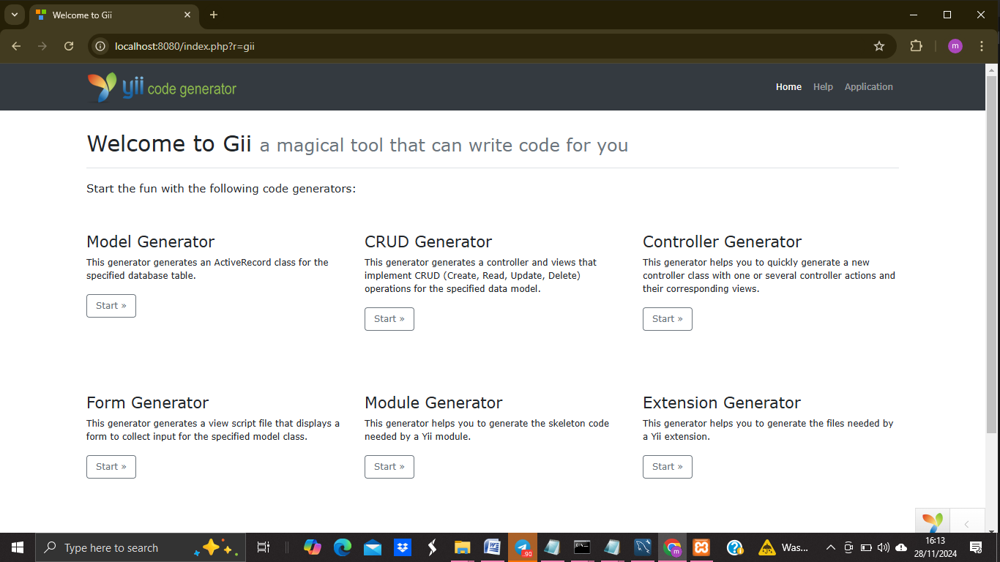 Welcome to Gii
localhost:8080/index.php?r=gii
m
yii code generator
Home Help Application
Welcome to Gii a magical tool that can write code for you
Start the fun with the following code generators:
Model Generator
This generator generates an ActiveRecord class for the
specified database table.
Start »
CRUD Generator
This generator generates a controller and views that
implement CRUD (Create, Read, Update, Delete)
operations for the specified data model.
Start »
Controller Generator
This generator helps you to quickly generate a new
controller class with one or several controller actions and
their corresponding views.
Start »
Form Generator
This generator generates a view script file that displays a
form to collect input for the specified model class.
Start »
Module Generator
This generator helps you to generate the skeleton code
needed by a Yii module.
Start »
Extension Generator
This generator helps you to generate the files needed by
a Yii extension.
Start »
Type here to search
90
m
Was...
16:13
28/11/2024